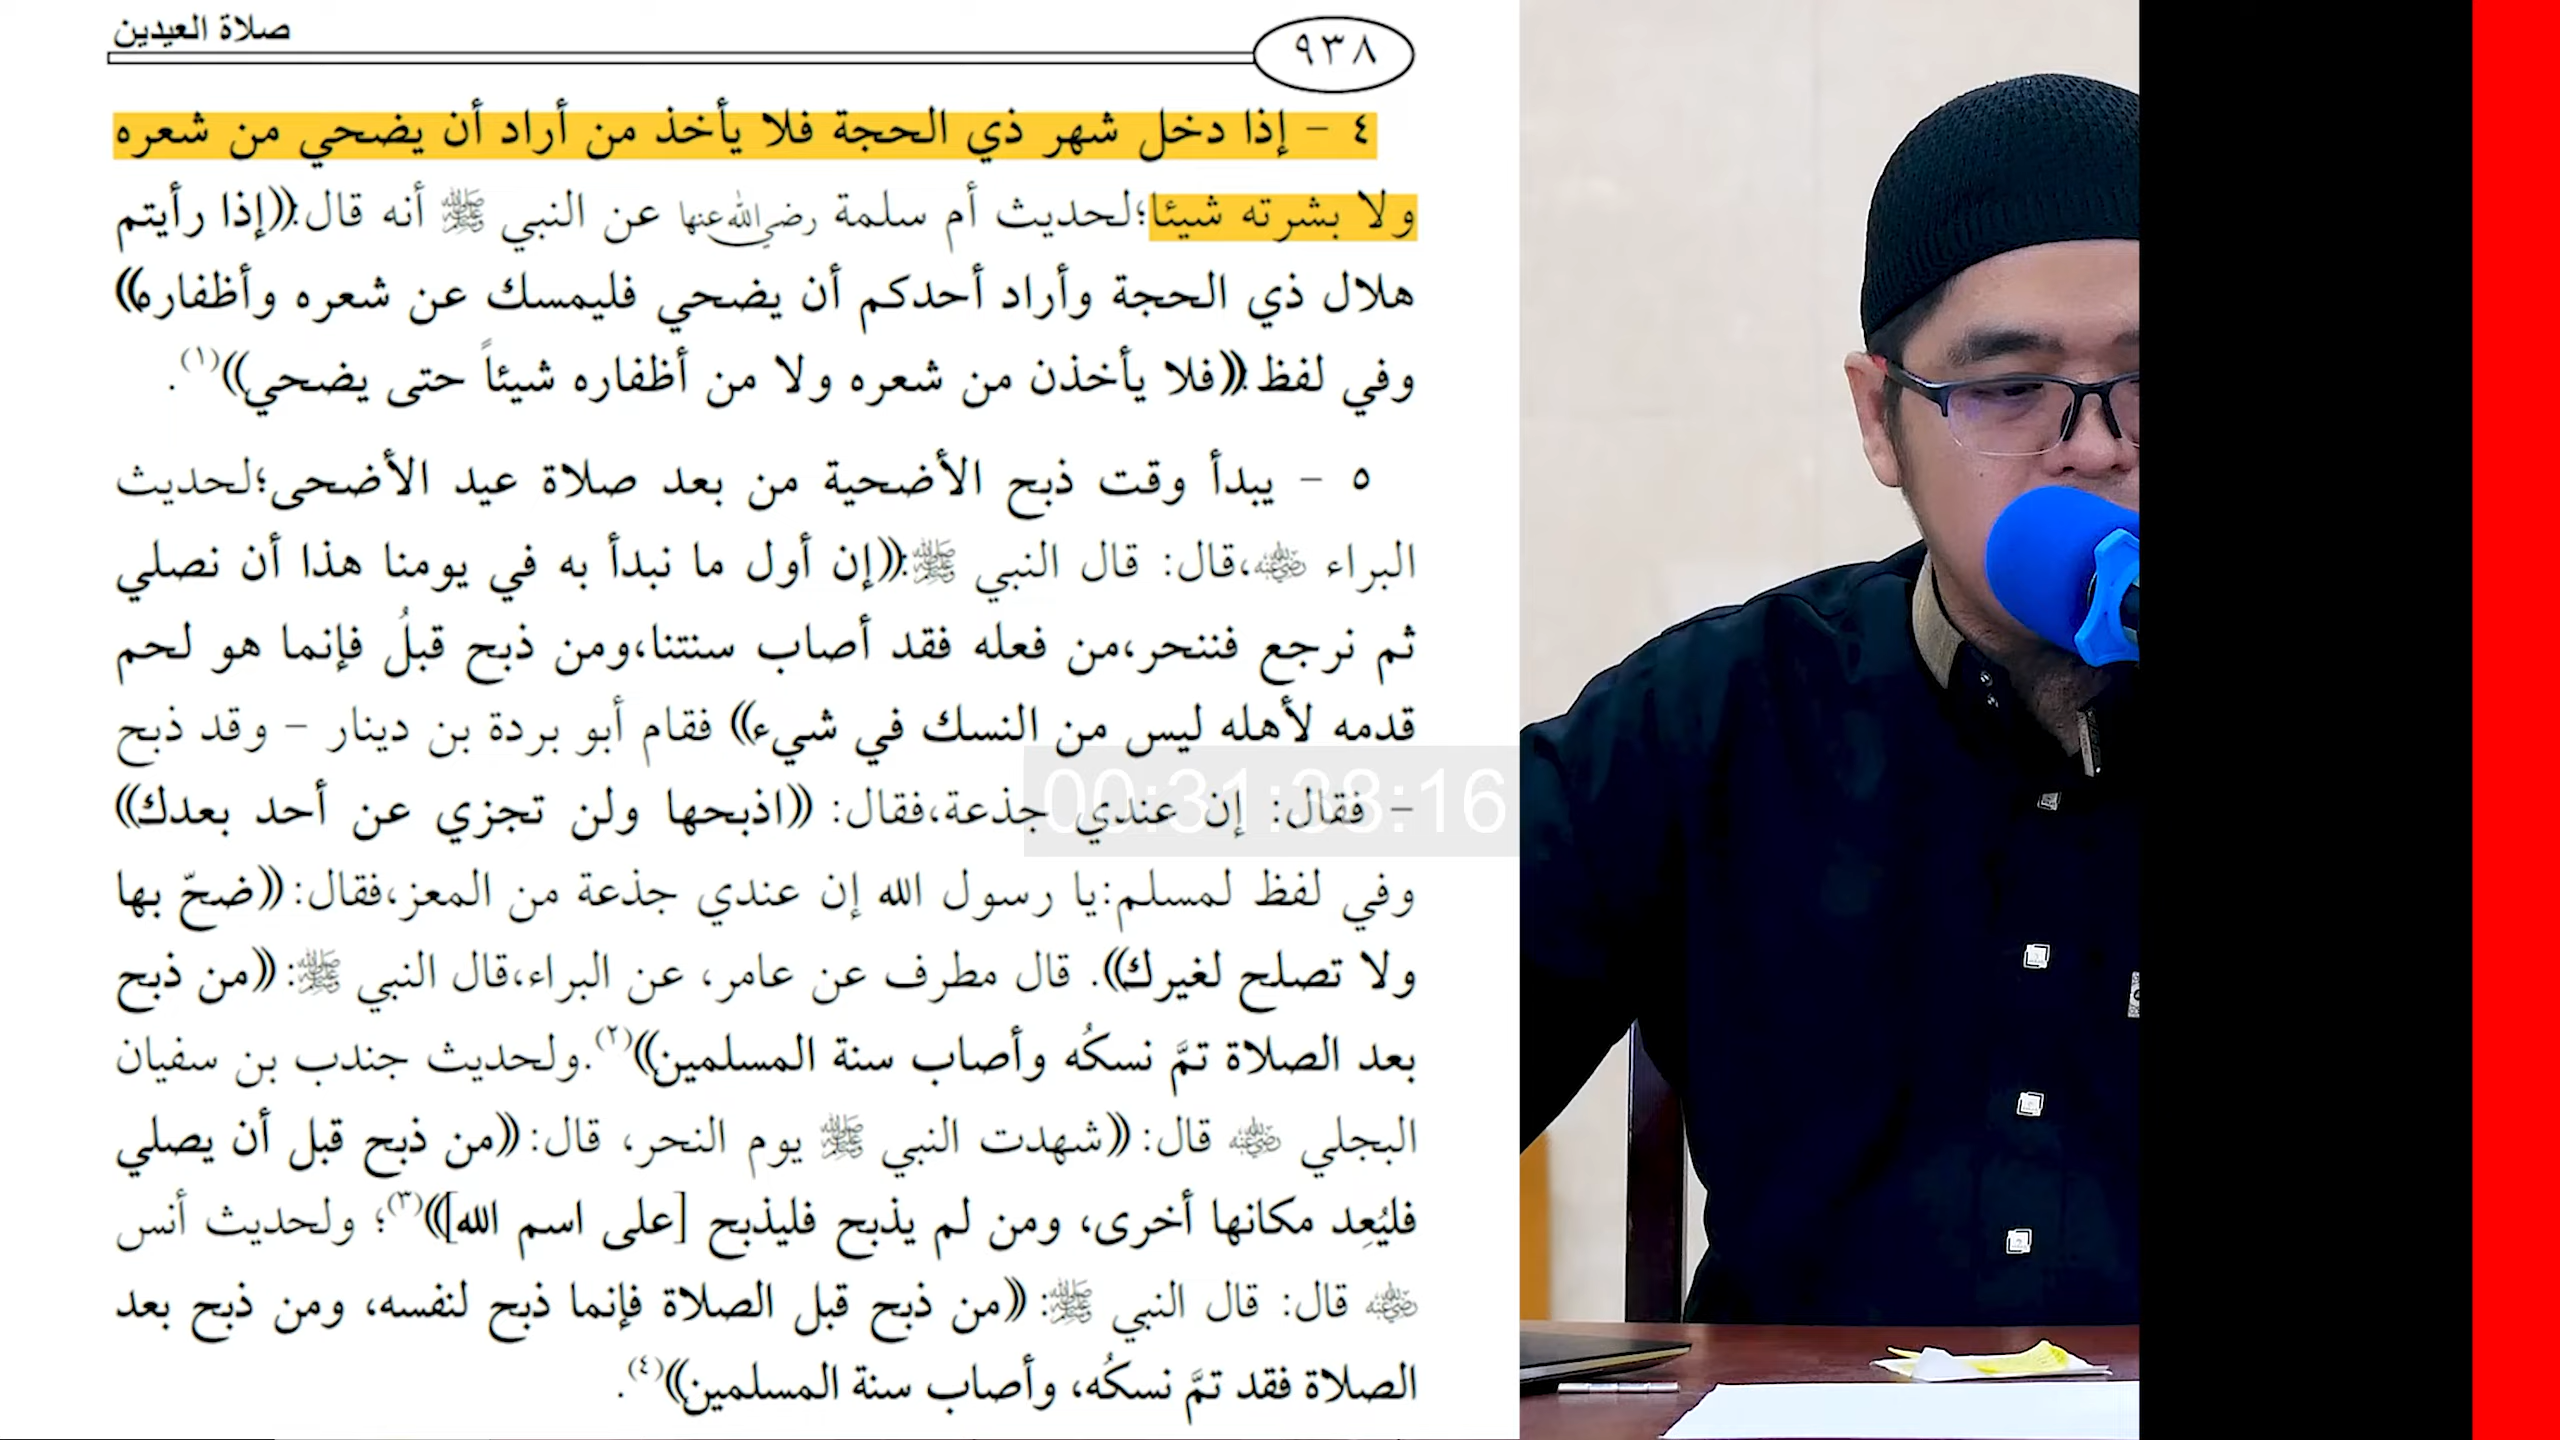 صلاة العيدين
٩٣٨
٤ – إذا دخل شهر ذي الحجة فلا يأخذ من أراد أن يضحي من شعره
ولا بشرته شيئا؛لحديث أم سلمة رضي الله عنها عن النبي ﷺ أنه قال:((إذا رأيتم
هلال ذي الحجة وأراد أحدكم أن يضحي فليمسك عن شعره وأظفاره))
وفي لفظ:((فلا يأخذن من شعره ولا من أظفاره شيئاً حتى يضحي))(١).
٥ – يبدأ وقت ذبح الأضحية من بعد صلاة عيد الأضحى؛لحديث
البراء رضي الله عنه،قال: قال النبي ﷺ:((إن أول ما نبدأ به في يومنا هذا أن نصلي
ثم نرجع فننحر،من فعله فقد أصاب سنتنا،ومن ذبح قبلُ فإنما هو لحم
قدمه لأهله ليس من النسك في شيء)) فقام أبو بردة بن دينار – وقد ذبح
– فقال: إن عندي جذعة،فقال: ((اذبحها ولن تجزي عن أحد بعدك))
00:31:38:16
وفي لفظ لمسلم:يا رسول الله إن عندي جذعة من المعز،فقال:((ضحّ بها
ولا تصلح لغيرك)). قال مطرف عن عامر، عن البراء،قال النبي ﷺ:((من ذبح
بعد الصلاة تمَّ نسكُه وأصاب سنة المسلمين))(٢).ولحديث جندب بن سفيان
البجلي رضي الله عنه قال:((شهدت النبي ﷺ يوم النحر، قال:((من ذبح قبل أن يصلي
فليُعِد مكانها أخرى، ومن لم يذبح فليذبح [على اسم الله]))(٣)؛ ولحديث أنس
رضي الله عنه قال: قال النبي ﷺ:((من ذبح قبل الصلاة فإنما ذبح لنفسه، ومن ذبح بعد
الصلاة فقد تمَّ نسكُه، وأصاب سنة المسلمين))(٤).